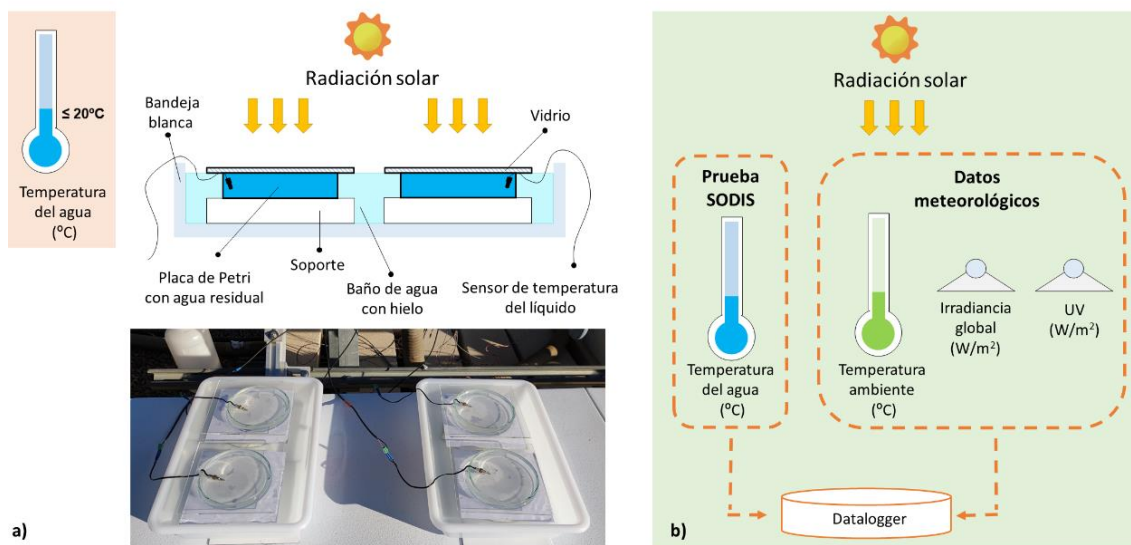 ≤ 20ºC
Temperatura
del agua
(ºC)
Radiación solar
Bandeja
blanca
Vidrio
Placa de Petri
con agua residual
Soporte
Baño de agua
con hielo
Sensor de temperatura
del líquido
a)
Radiación solar
Prueba
SODIS
Temperatura
del agua
(ºC)
Datos
meteorológicos
Temperatura
ambiente
(ºC)
Irradiancia
global
(W/m²)
UV
(W/m²)
Datalogger
b)